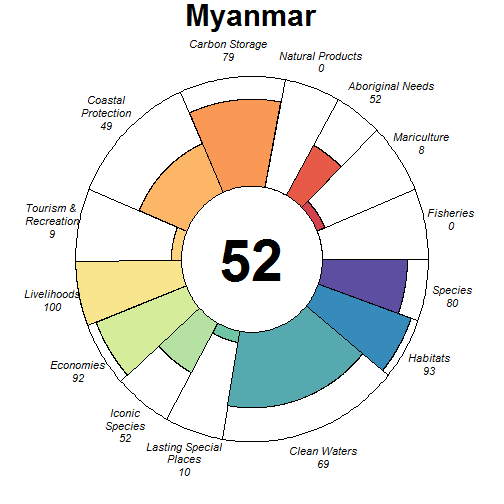 Myanmar
Carbon Storage
79
Natural Products
0
Aboriginal Needs
52
Mariculture
8
Fisheries
0
Species
80
Habitats
93
Clean Waters
69
Lasting Special
Places
10
Iconic
Species
52
Economies
92
Livelihoods
100
Tourism &
Recreation
9
Coastal
Protection
49
52